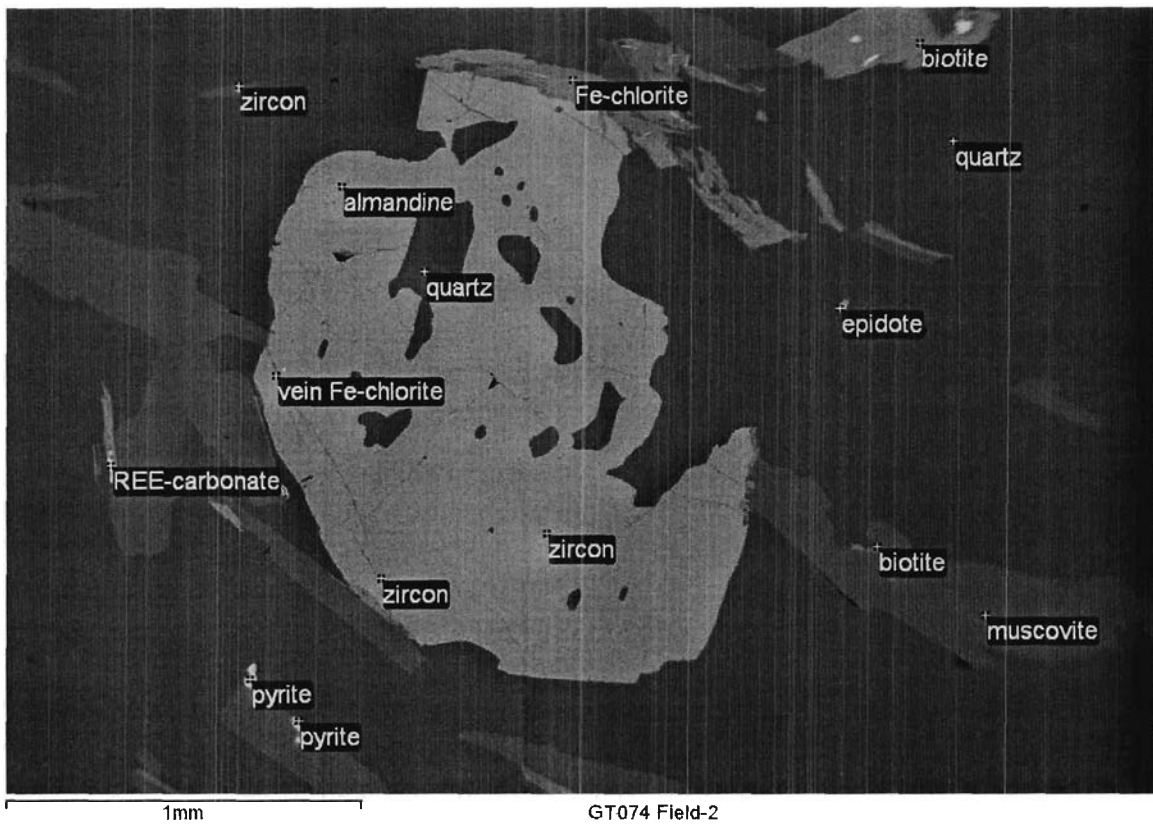 biotite
zircon
Fe-chlorite
quartz
almandine
quartz
epidote
vein Fe-chlorite
REE-carbonate
zircon
biotite
zircon
muscovite
pyrite
pyrite
1mm GT074 Field-2